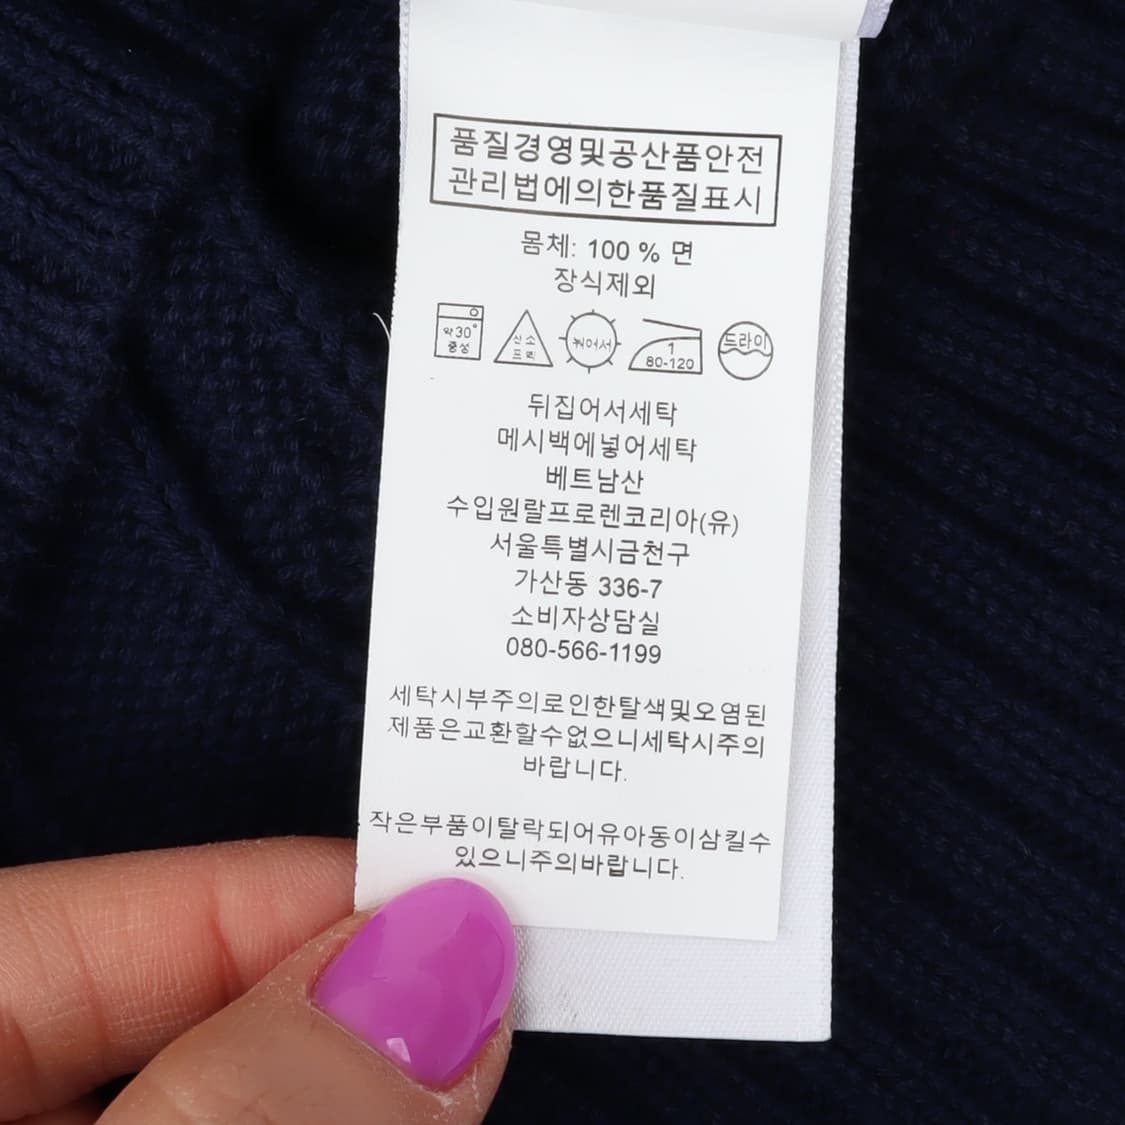 품질경영및공산품안전
관리법에의한품질표시
몸체: 100 % 면
장식제외
약30° 중성 산소 표백 뉘어서 1 80-120 드라이
뒤집어서세탁
메시백에넣어세탁
베트남산
수입원랄프로렌코리아(유)
서울특별시금천구
가산동 336-7
소비자상담실
080-566-1199
세탁시부주의로인한탈색및오염된
제품은교환할수없으니세탁시주의
바랍니다.
작은부품이탈락되어유아동이삼킬수
있으니주의바랍니다.